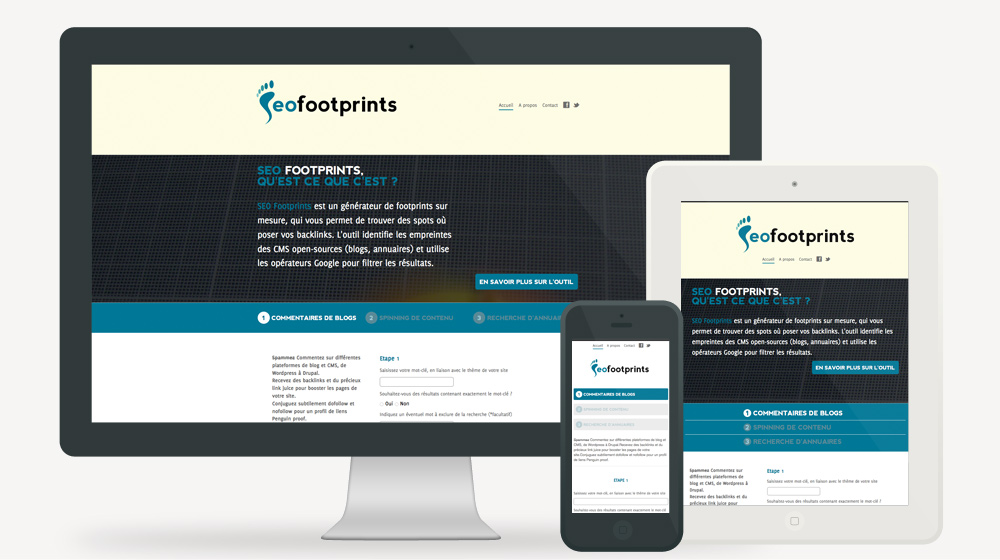 eofootprints
Accueil A propos Contact
SEO FOOTPRINTS,
QU'EST CE QUE C'EST ?
SEO Footprints est un générateur de footprints sur
mesure, qui vous permet de trouver des spots où
poser vos backlinks. L'outil identifie les empreintes
des CMS open-sources (blogs, annuaires) et utilise
les opérateurs Google pour filtrer les résultats.
EN SAVOIR PLUS SUR L'OUTIL
1 COMMENTAIRES DE BLOGS 2 SPINNING DE CONTENU 3 RECHERCHE D'ANNUAI
Spammez Commentez sur différentes
plateformes de blog et CMS, de
Wordpress à Drupal.
Recevez des backlinks et du précieux
link juice pour booster les pages de
votre site.
Conjuguez subtilement dofollow et
nofollow pour un profil de liens
Penguin proof.
Etape 1
Saisissez votre mot-clé, en liaison avec le thème de votre site
Souhaitez-vous des résultats contenant exactement le mot-clé ?
Oui Non
Indiquez un éventuel mot à exclure de la recherche (*facultatif)
Accueil A propos Contact
eofootprints
1 COMMENTAIRES DE BLOGS
2 SPINNING DE CONTENU
3 RECHERCHE D'ANNUAIRES
Spammez Commentez sur différentes plateformes de blog et
CMS, de Wordpress à Drupal.Recevez des backlinks et du
précieux link juice pour booster les pages de votre
site.Conjuguez subtilement dofollow et nofollow pour un profil
de liens Penguin proof.
ETAPE 1
Saisissez votre mot-clé, en liaison avec le thème de votre site
Souhaitez-vous des résultats contenant exactement le mot-clé
eofootprints
Accueil A propos Contact
SEO FOOTPRINTS,
QU'EST CE QUE C'EST ?
SEO Footprints est un générateur de footprints sur mesure, qui vous
permet de trouver des spots où poser vos backlinks. L'outil identifie les
empreintes des CMS open-sources (blogs, annuaires) et utilise les
opérateurs Google pour filtrer les résultats.
EN SAVOIR PLUS SUR L'OUTIL
1 COMMENTAIRES DE BLOGS
2 SPINNING DE CONTENU
3 RECHERCHE D'ANNUAIRES
Spammez Commentez sur
différentes plateformes de
blog et CMS, de Wordpress à
Drupal.
Recevez des backlinks et du
précieux link juice pour
Etape 1
Saisissez votre mot-clé, en liaison avec le thème de votre site
Souhaitez-vous des résultats contenant exactement le mot-clé ?